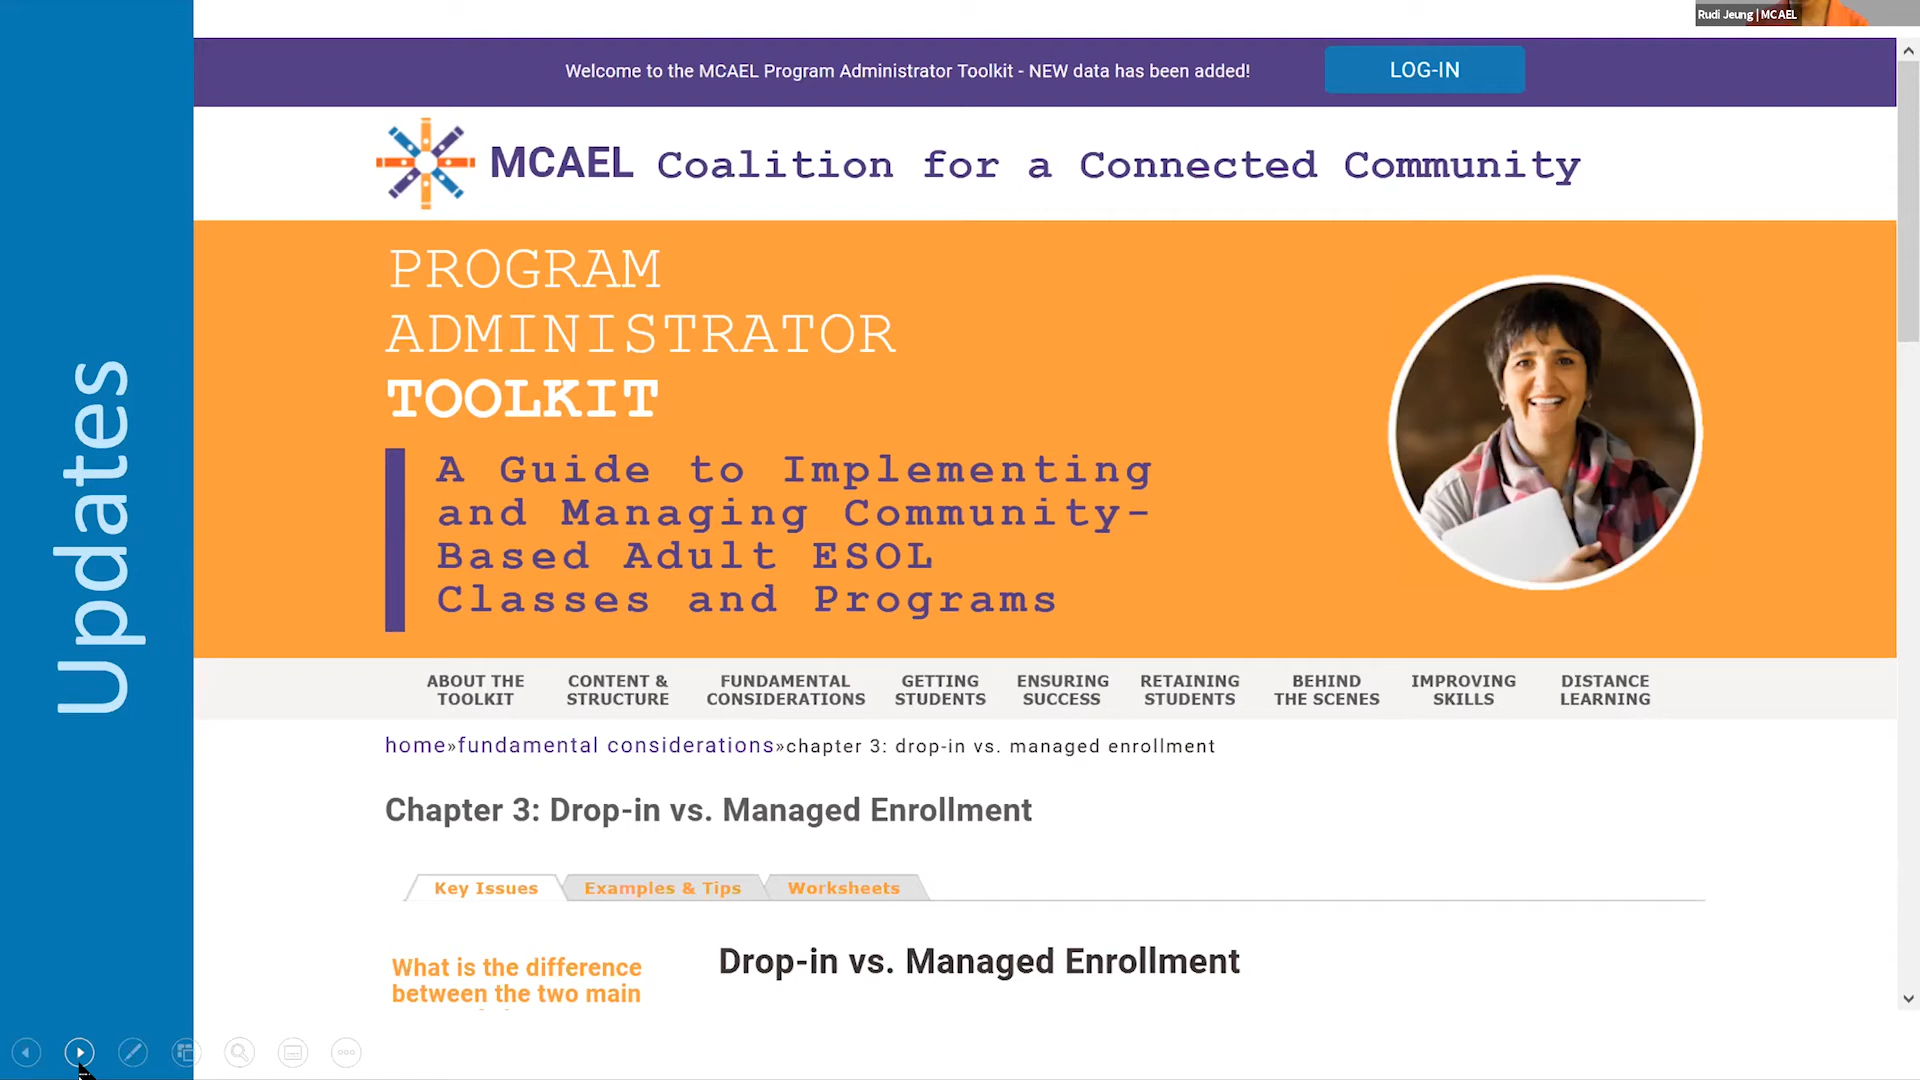 Rudi Jeung | MCAEL
Welcome to the MCAEL Program Administrator Toolkit - NEW data has been added!
LOG-IN
MCAEL Coalition for a Connected Community
PROGRAM
ADMINISTRATOR
TOOLKIT
A Guide to Implementing
and Managing Community-
Based Adult ESOL
Classes and Programs
Updates
ABOUT THE TOOLKIT
CONTENT & STRUCTURE
FUNDAMENTAL CONSIDERATIONS
GETTING STUDENTS
ENSURING SUCCESS
RETAINING STUDENTS
BEHIND THE SCENES
IMPROVING SKILLS
DISTANCE LEARNING
home»fundamental considerations»chapter 3: drop-in vs. managed enrollment
Chapter 3: Drop-in vs. Managed Enrollment
Key Issues
Examples & Tips
Worksheets
What is the difference
between the two main
Drop-in vs. Managed Enrollment